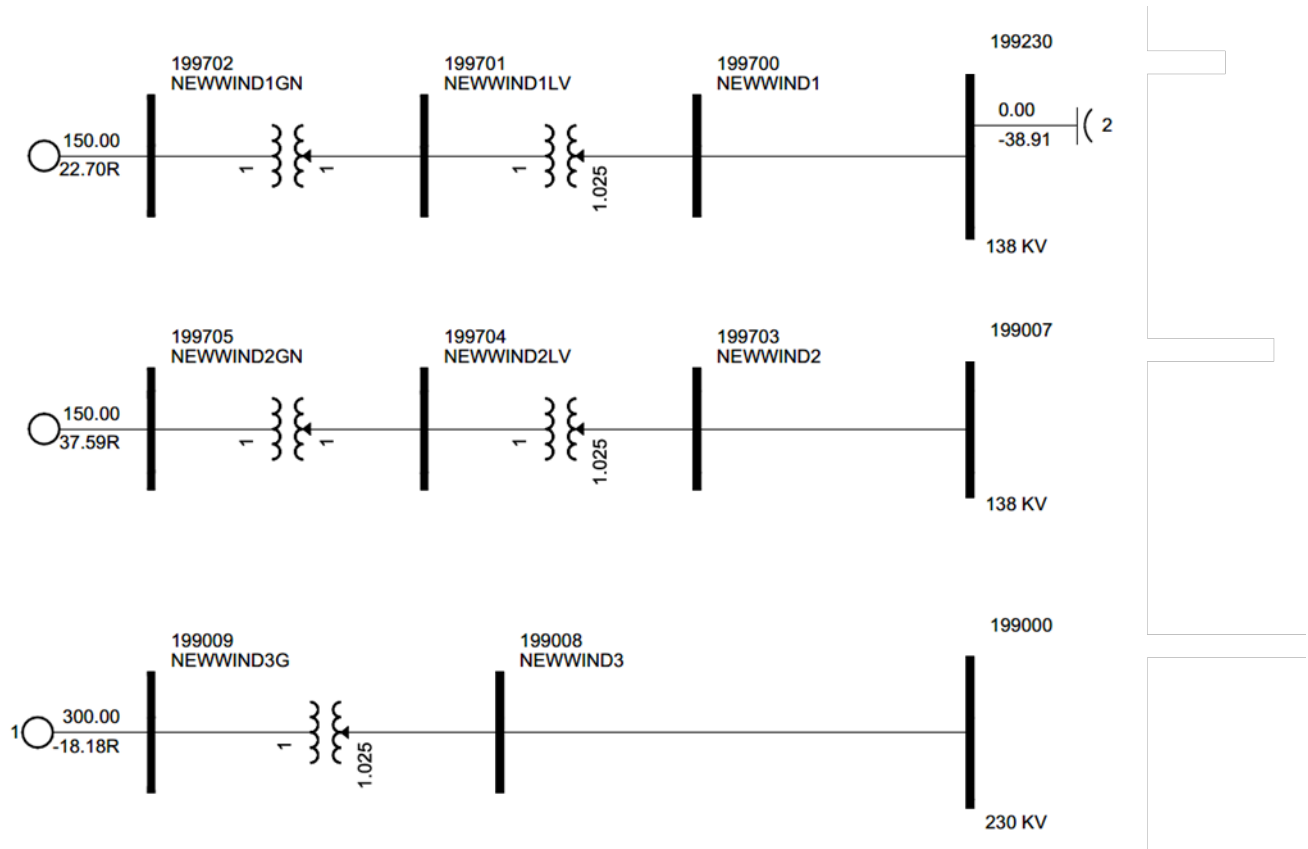 199702
NEWWIND1GN
199701
NEWWIND1LV
199700
NEWWIND1
199230
150.00
22.70R
1
1
1
1.025
0.00
-38.91
2
138 KV
199705
NEWWIND2GN
199704
NEWWIND2LV
199703
NEWWIND2
199007
150.00
37.59R
1
1
1
1.025
138 KV
199009
NEWWIND3G
199008
NEWWIND3
199000
1
300.00
-18.18R
1
1.025
230 KV